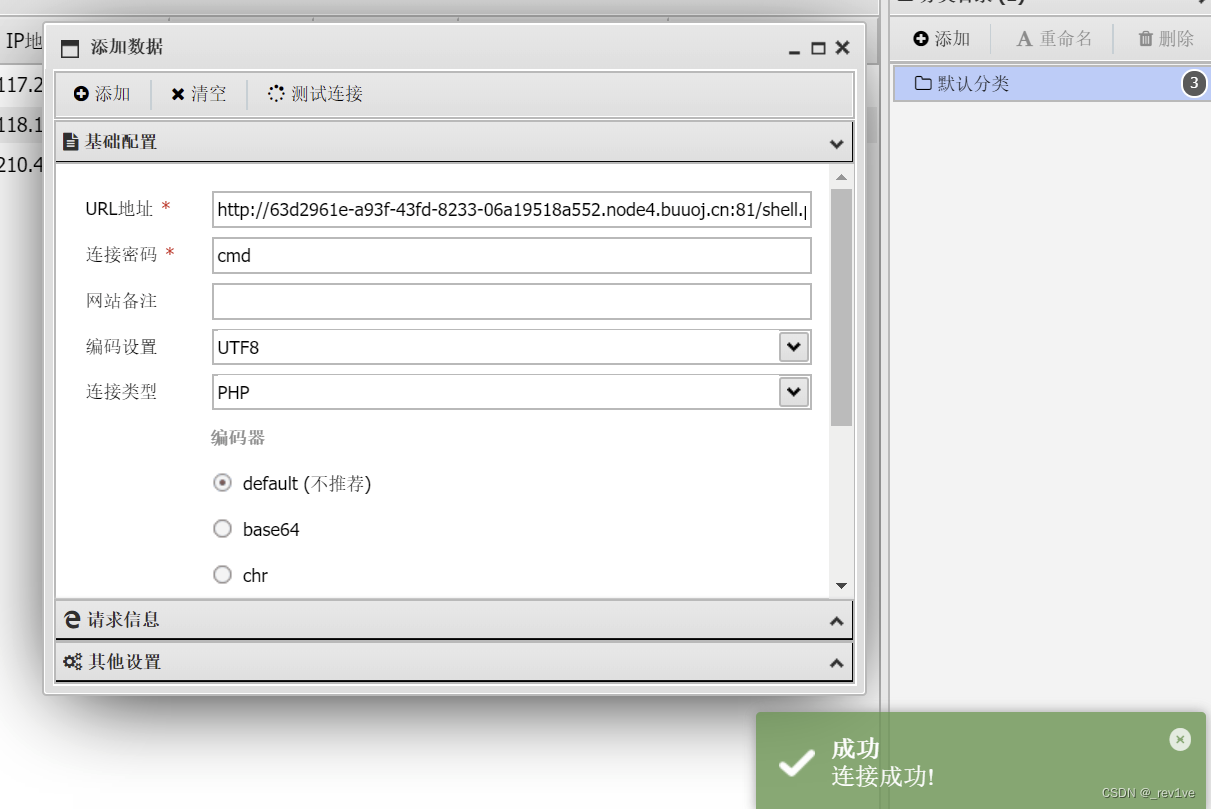 添加数据
添加 清空 测试连接
基础配置
URL地址 *
http://63d2961e-a93f-43fd-8233-06a19518a552.node4.buuoj.cn:81/shell.p
连接密码 *
cmd
网站备注
编码设置
UTF8
连接类型
PHP
编码器
default (不推荐)
base64
chr
请求信息
其他设置
IP地
117.2
118.1
210.4
添加 重命名 删除
默认分类 3
成功
连接成功!
CSDN @_rev1ve